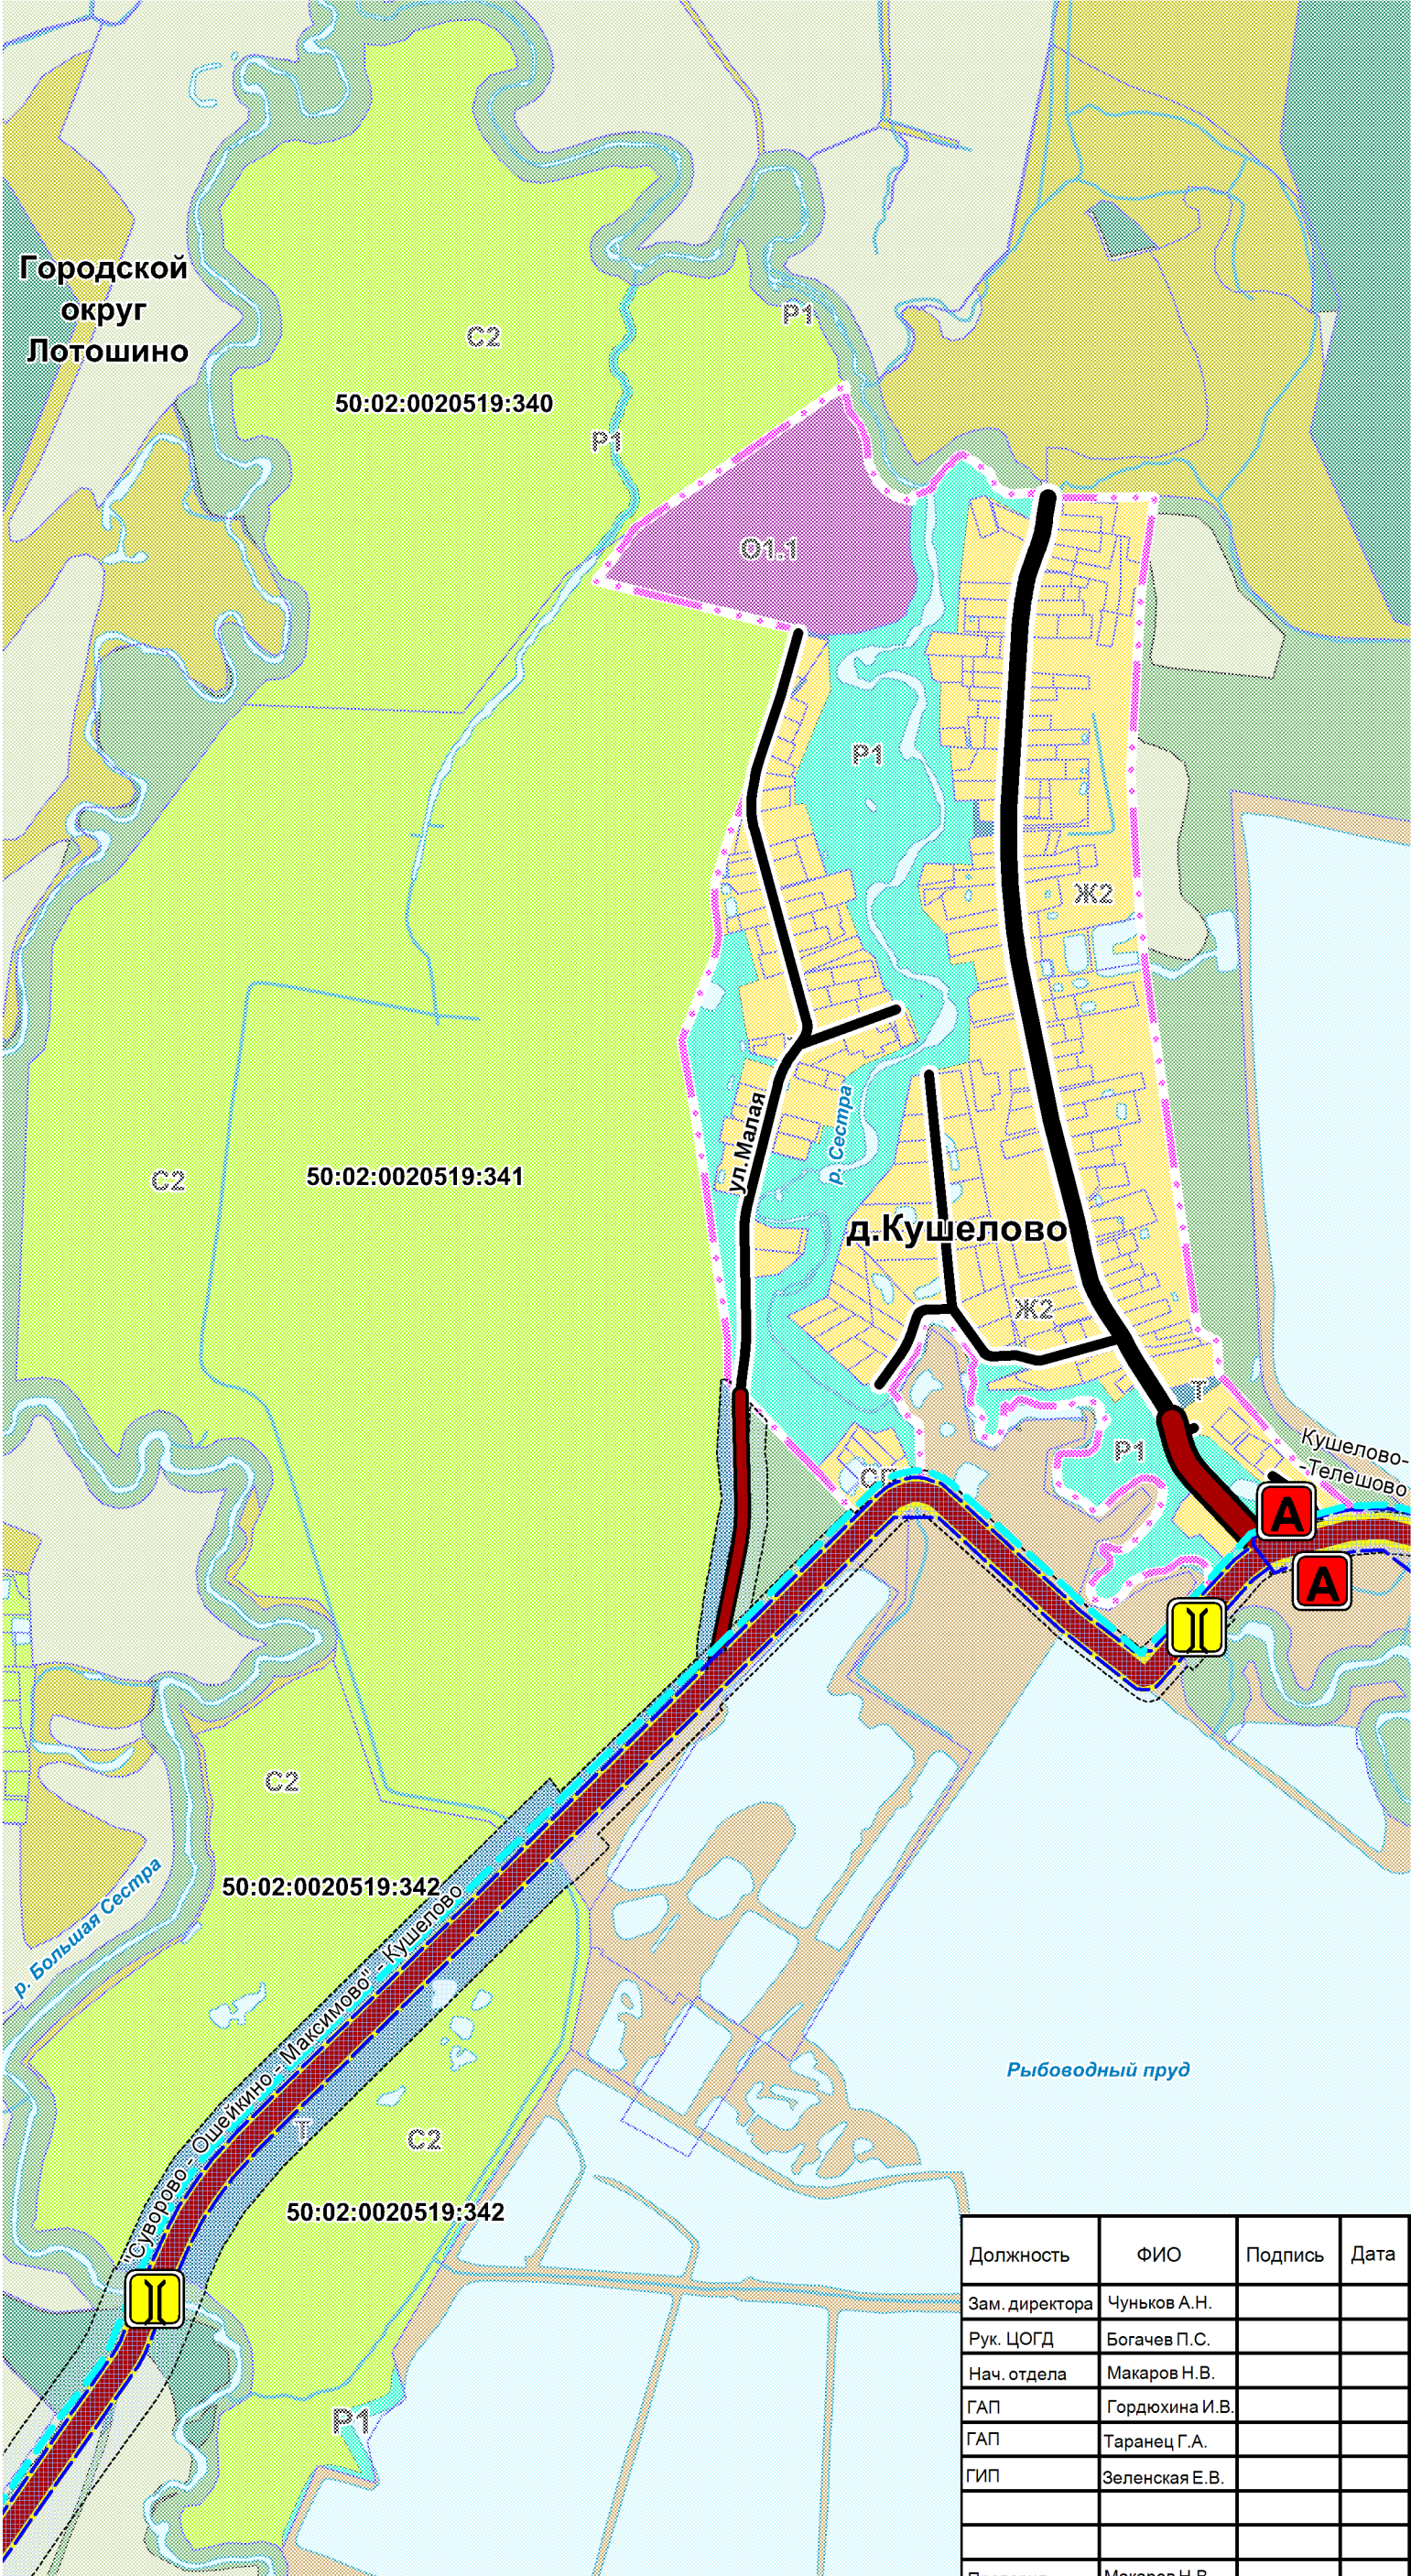 Городской
округ
Лотошино
С2
Р1
50:02:0020519:340
Р1
О1.1
Р1
Ж2
ул.Малая
р. Сестра
С2
50:02:0020519:341
д.Кушелово
Ж2
Т
Р1
Кушелово-
-Телешово
А
А
С2
50:02:0020519:342
р. Большая Сестра
"Суворово - Ошейкино - Максимово" - Кушелово
Т
С2
50:02:0020519:342
Рыбоводный пруд
Р1
Должность ФИО Подпись Дата
Зам. директора Чуньков А.Н.
Рук. ЦОГД Богачев П.С.
Нач. отдела Макаров Н.В.
ГАП Гордюхина И.В.
ГАП Таранец Г.А.
ГИП Зеленская Е.В.
Макаров Н.В.